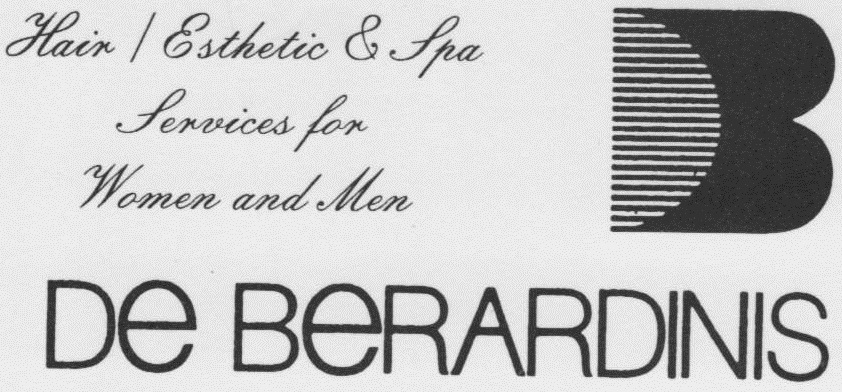 Hair / Esthetic & Spa
Services for
Women and Men
B
De BeRARDINIS